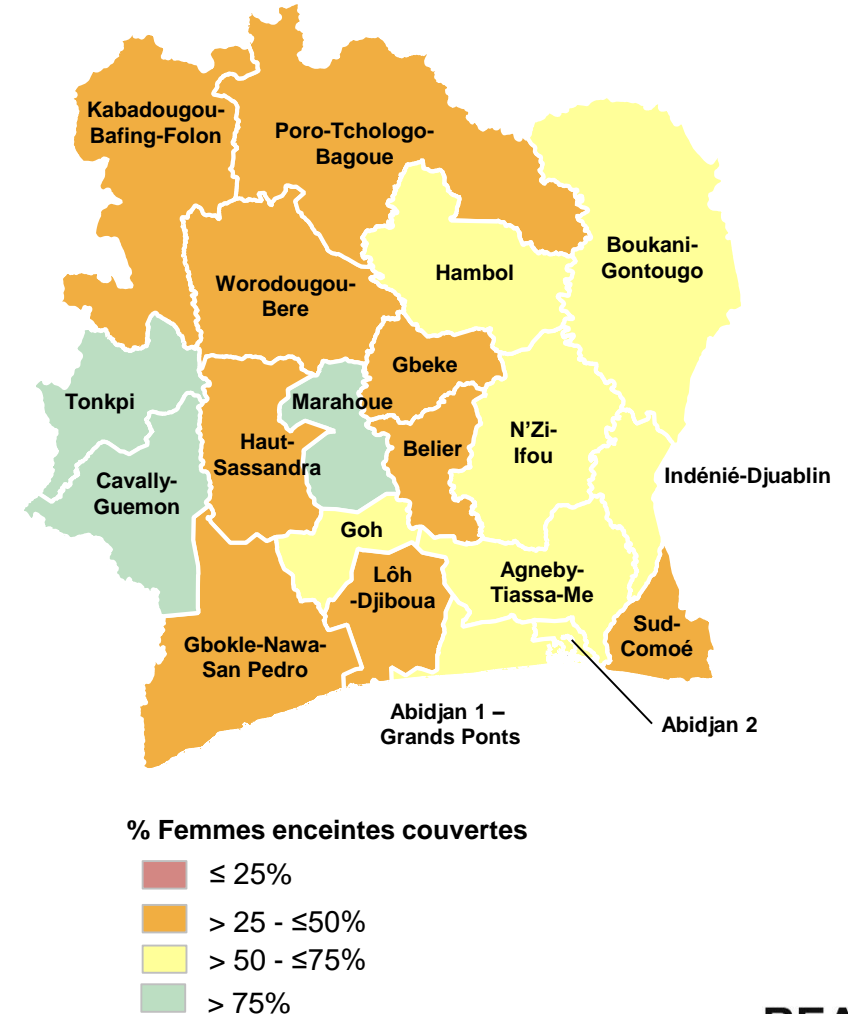 Kabadougou-
Bafing-Folon
Poro-Tchologo-
Bagoue
Boukani-
Gontougo
Hambol
Worodougou-
Bere
Gbeke
Tonkpi
Marahoue
N’Zi-
Ifou
Haut-
Sassandra
Belier
Indénié-Djuablin
Cavally-
Guemon
Goh
Agneby-
Tiassa-Me
Lôh
-Djiboua
Sud-
Comoé
Gbokle-Nawa-
San Pedro
Abidjan 1 –
Grands Ponts
Abidjan 2
% Femmes enceintes couvertes
≤ 25%
> 25 - ≤50%
> 50 - ≤75%
> 75%